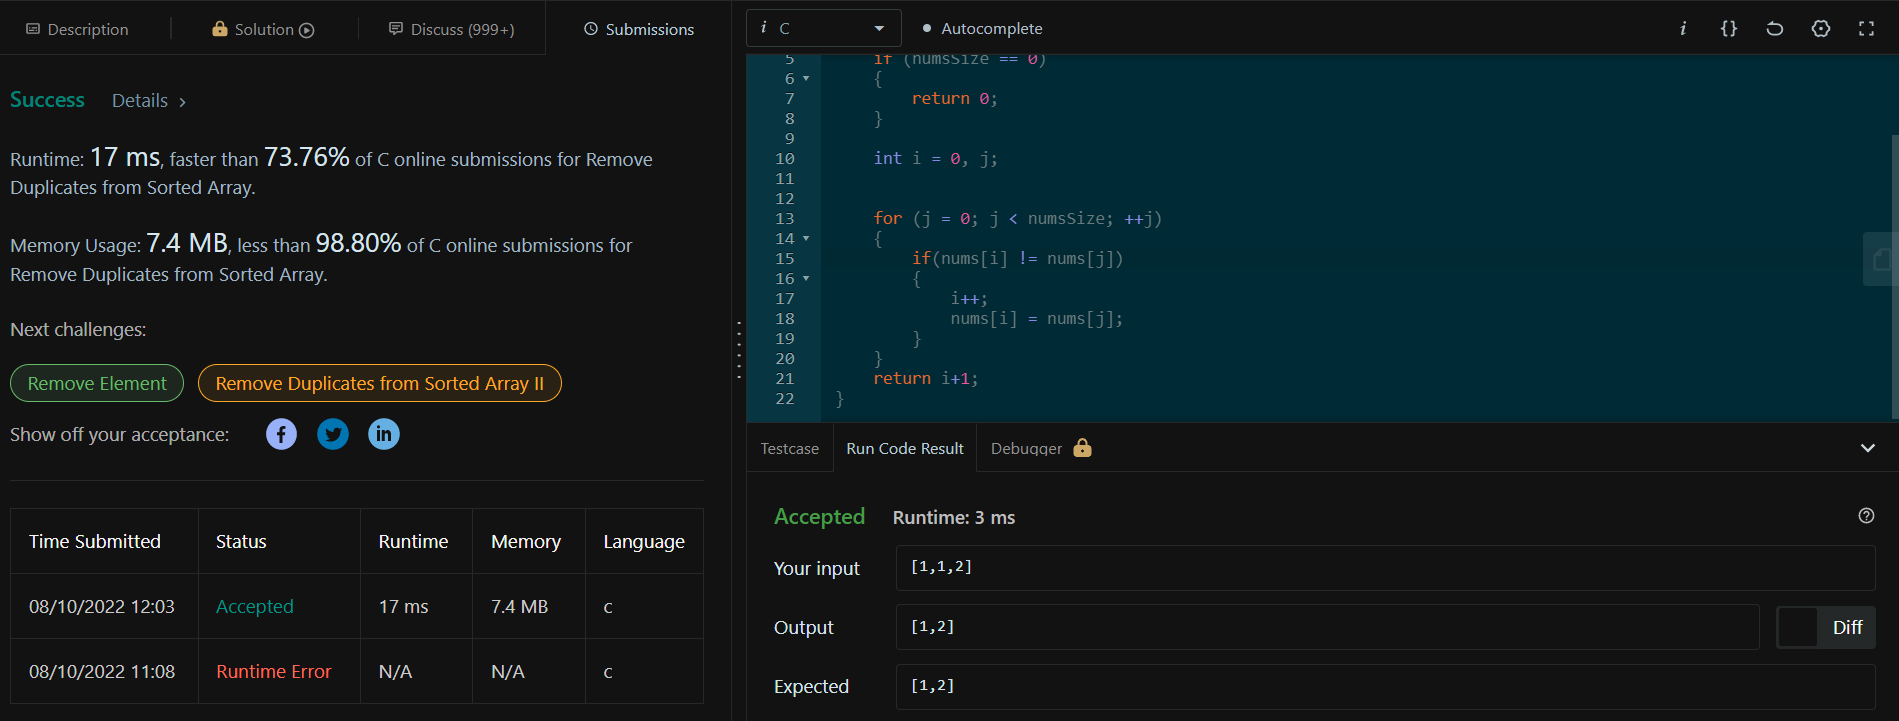 Description
Solution
Discuss (999+)
Submissions
Success Details >
Runtime: 17 ms, faster than 73.76% of C online submissions for Remove
Duplicates from Sorted Array.
Memory Usage: 7.4 MB, less than 98.80% of C online submissions for
Remove Duplicates from Sorted Array.
Next challenges:
Remove Element
Remove Duplicates from Sorted Array II
Show off your acceptance:
Time Submitted Status Runtime Memory Language
08/10/2022 12:03 Accepted 17 ms 7.4 MB c
08/10/2022 11:08 Runtime Error N/A N/A c
i C
Autocomplete
i {}
5 if (numsSize == 0)
6 {
7 return 0;
8 }
9
10 int i = 0, j;
11
12
13 for (j = 0; j < numsSize; ++j)
14 {
15 if(nums[i] != nums[j])
16 {
17 i++;
18 nums[i] = nums[j];
19 }
20 }
21 return i+1;
22 }
Testcase
Run Code Result
Debugger
Accepted Runtime: 3 ms
Your input [1,1,2]
Output [1,2] Diff
Expected [1,2]